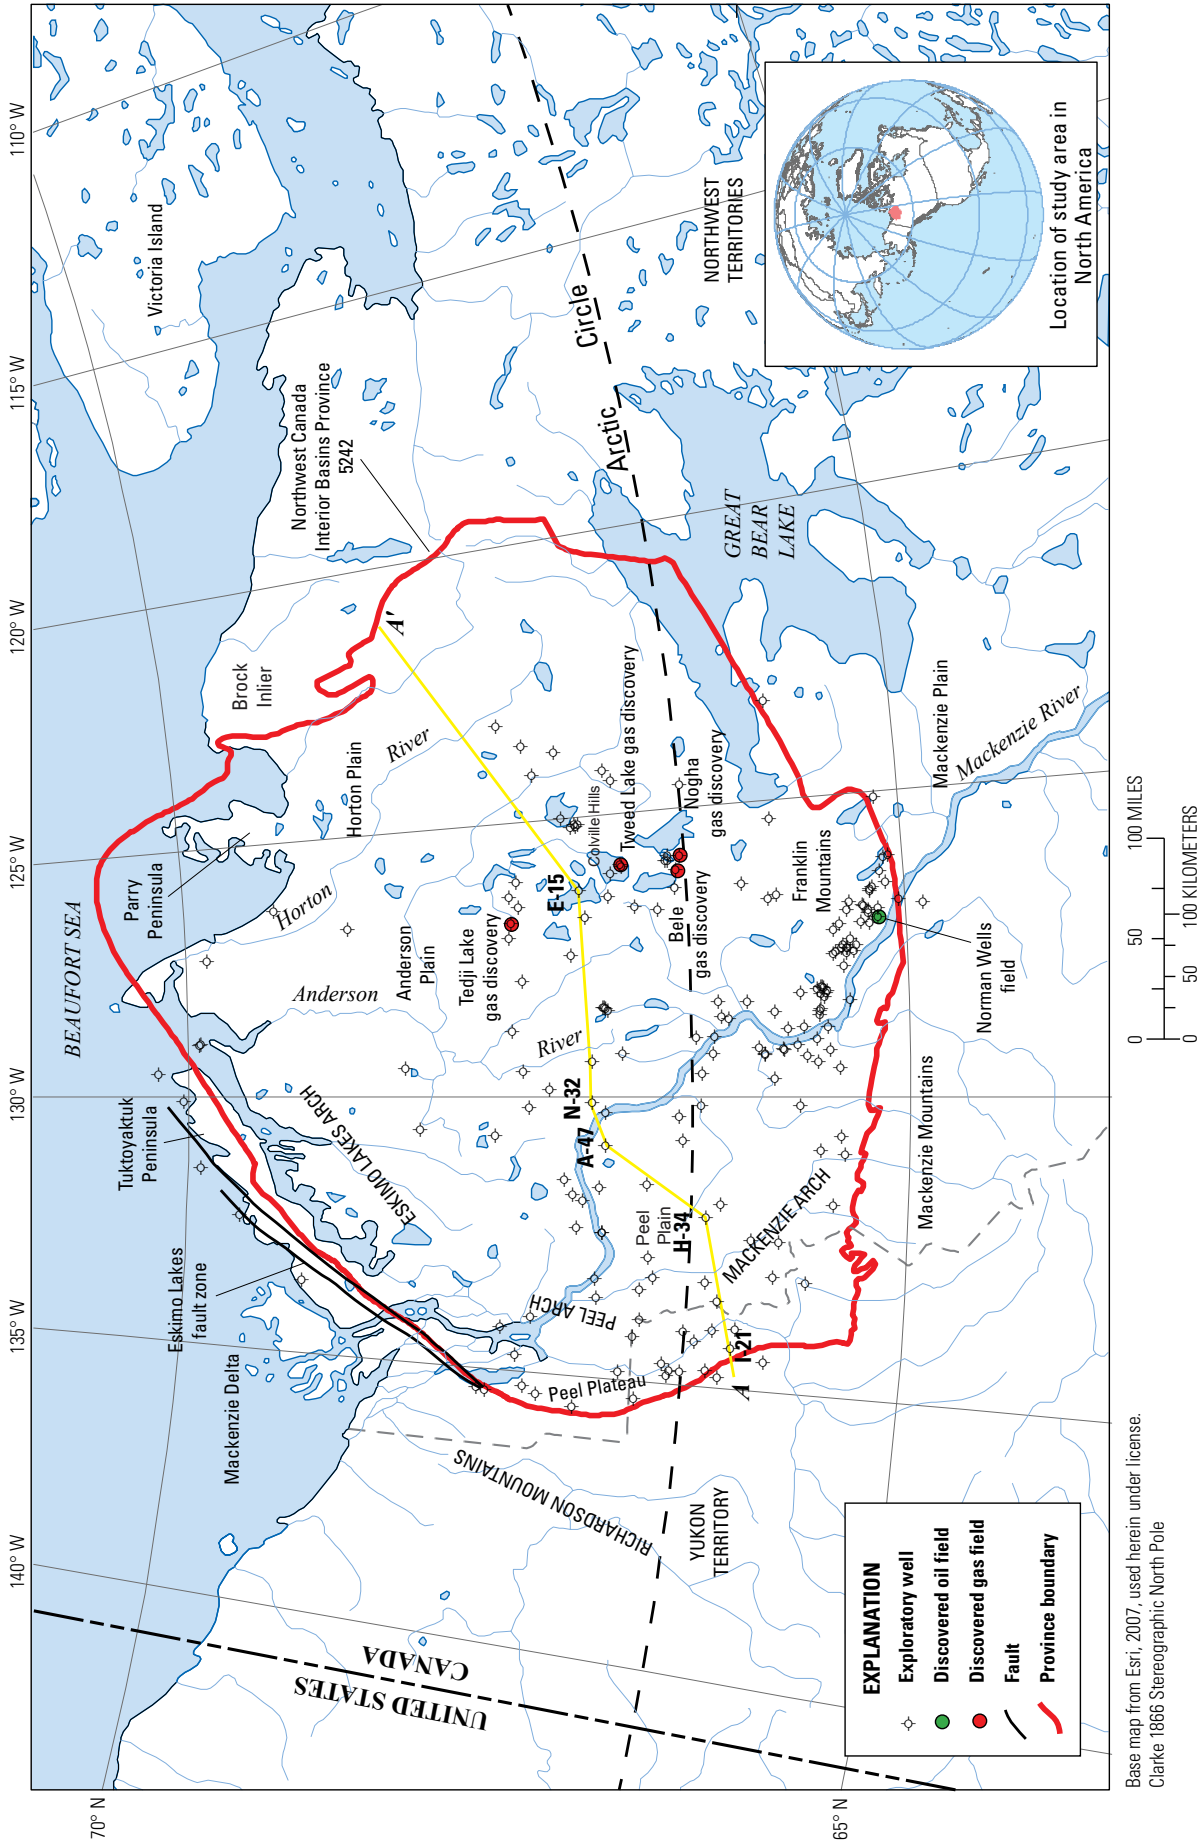 140° W
135° W
130° W
125° W
120° W
115° W
110° W
70° N
65° N
BEAUFORT SEA
Victoria Island
Mackenzie Delta
Eskimo Lakes
fault zone
Tuktoyaktuk
Peninsula
Parry
Peninsula
Brock
Inlier
Northwest Canada
Interior Basins Province
5242
ESKIMO LAKES ARCH
Horton
River
Horton Plain
Anderson
River
Anderson
Plain
Tedji Lake
gas discovery
Colville Hills
Tweed Lake gas discovery
Nogha
gas discovery
Bele
gas discovery
A'
E-15
N-32
A-47
H-34
I-21
A
UNITED STATES
CANADA
RICHARDSON MOUNTAINS
Peel Plateau
PEEL ARCH
Peel
Plain
MACKENZIE ARCH
YUKON
TERRITORY
Arctic Circle
GREAT
BEAR
LAKE
NORTHWEST
TERRITORIES
Franklin
Mountains
Mackenzie Plain
Mackenzie River
Norman Wells
field
Mackenzie Mountains
EXPLANATION
Exploratory well
Discovered oil field
Discovered gas field
Fault
Province boundary
Location of study area in
North America
0 50 100 MILES
0 50 100 KILOMETERS
Base map from Esri, 2007, used herein under license.
Clarke 1866 Stereographic North Pole